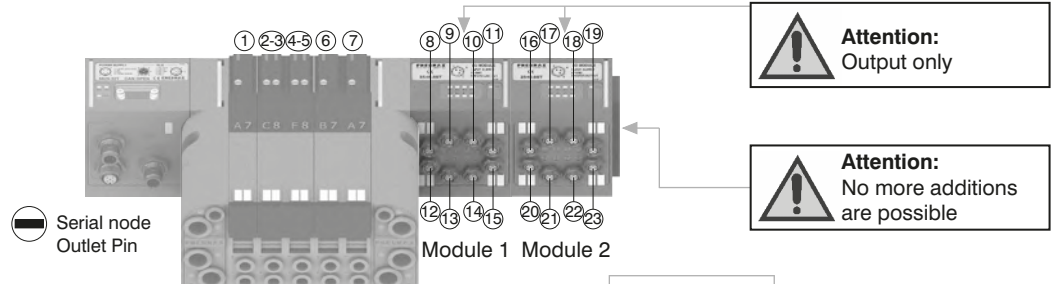 1 2-3 4-5 6 7
8 9 10 11 16 17 18 19
A7 C8 F8 B7 A7
12 13 14 15 20 21 22 23
Module 1 Module 2
Serial node
Outlet Pin
Attention:
Output only
Attention:
No more additions
are possible